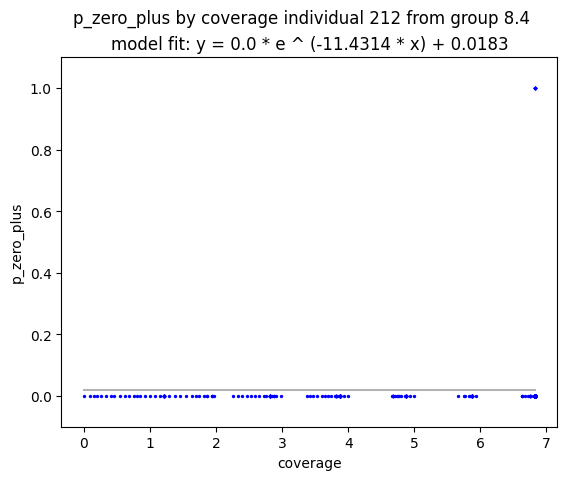 p_zero_plus by coverage individual 212 from group 8.4
model fit: y = 0.0 * e ^ (-11.4314 * x) + 0.0183
1.0
0.8
0.6
0.4
0.2
0.0
p_zero_plus
0 1 2 3 4 5 6 7
coverage